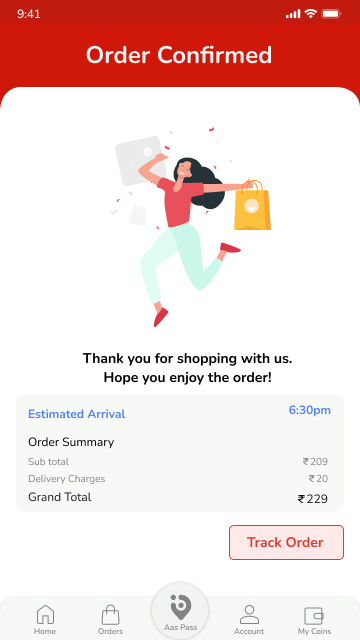 9:41
Order Confirmed
Thank you for shopping with us.
Hope you enjoy the order!
Estimated Arrival 6:30pm
Order Summary
Sub total ₹209
Delivery Charges ₹20
Grand Total ₹229
Track Order
Home Orders Aas Pass Account My Coins